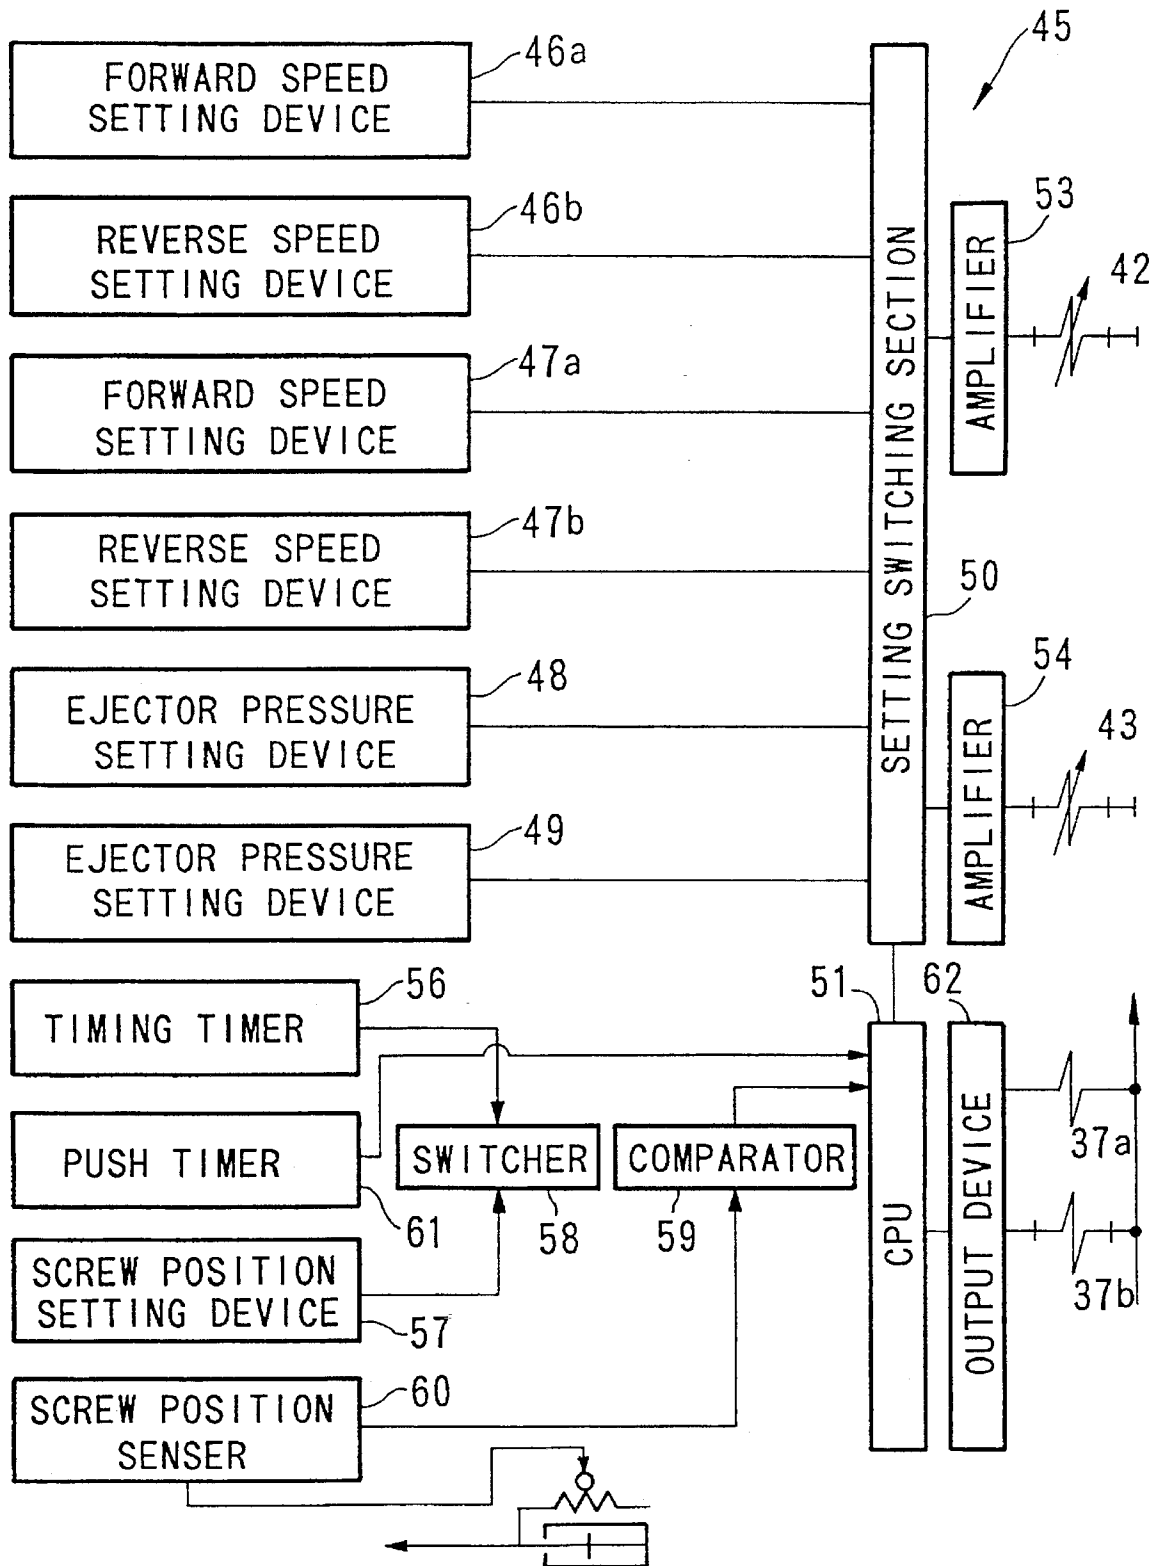 45
46a
FORWARD SPEED
SETTING DEVICE
46b
REVERSE SPEED
SETTING DEVICE
47a
FORWARD SPEED
SETTING DEVICE
47b
REVERSE SPEED
SETTING DEVICE
48
EJECTOR PRESSURE
SETTING DEVICE
49
EJECTOR PRESSURE
SETTING DEVICE
SETTING SWITCHING SECTION
50
53
AMPLIFIER
42
54
AMPLIFIER
43
56
TIMING TIMER
PUSH TIMER
61
SWITCHER
58
COMPARATOR
59
SCREW POSITION
SETTING DEVICE
57
60
SCREW POSITION
SENSER
51
CPU
62
OUTPUT DEVICE
37a
37b